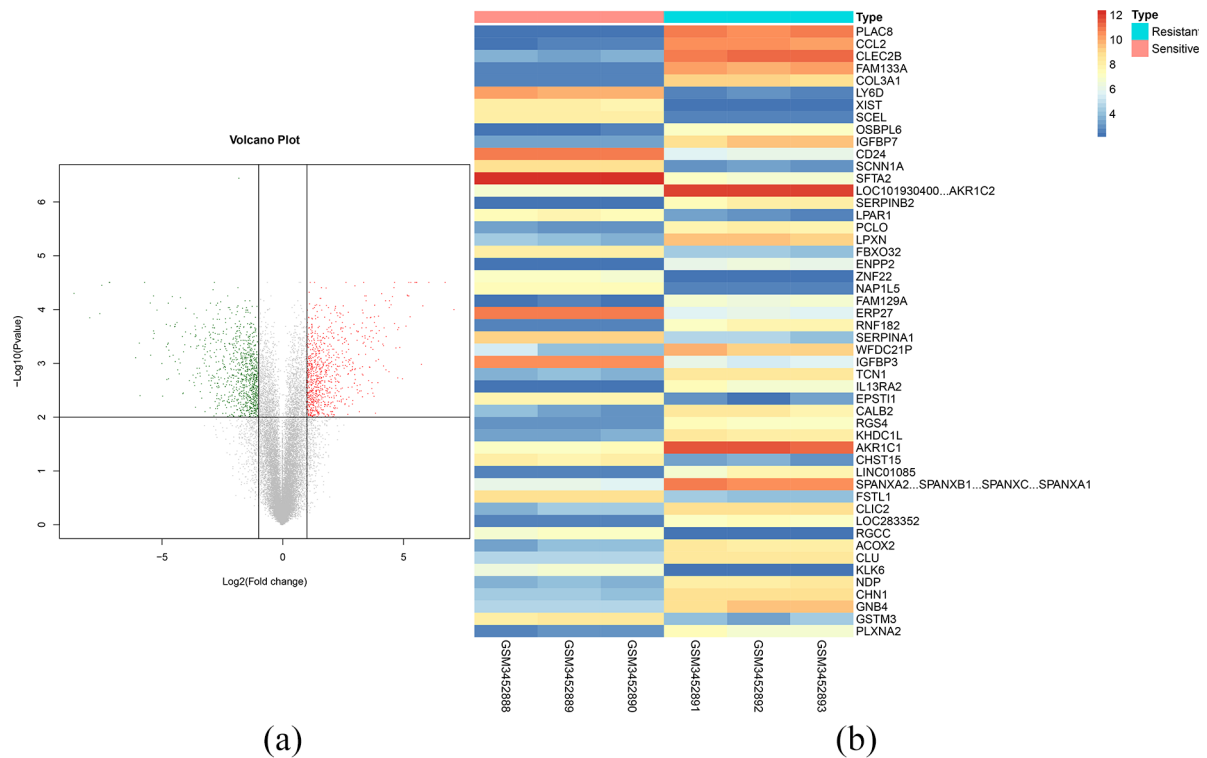 Volcano Plot
−Log10(Pvalue)
6
5
4
3
2
1
0
−5
0
5
Log2(Fold change)
(a)
Type
PLAC8
CCL2
CLEC2B
FAM133A
COL3A1
LY6D
XIST
SCEL
OSBPL6
IGFBP7
CD24
SCNN1A
SFTA2
LOC101930400...AKR1C2
SERPINB2
LPAR1
PCLO
LPXN
FBXO32
ENPP2
ZNF22
NAP1L5
FAM129A
ERP27
RNF182
SERPINA1
WFDC21P
IGFBP3
TCN1
IL13RA2
EPSTI1
CALB2
RGS4
KHDC1L
AKR1C1
CHST15
LINC01085
SPANXA2...SPANXB1...SPANXC...SPANXA1
FSTL1
CLIC2
LOC283352
RGCC
ACOX2
CLU
KLK6
NDP
CHN1
GNB4
GSTM3
PLXNA2
GSM3452888
GSM3452889
GSM3452890
GSM3452891
GSM3452892
GSM3452893
12
10
8
6
4
Type
Resistant
Sensitive
(b)